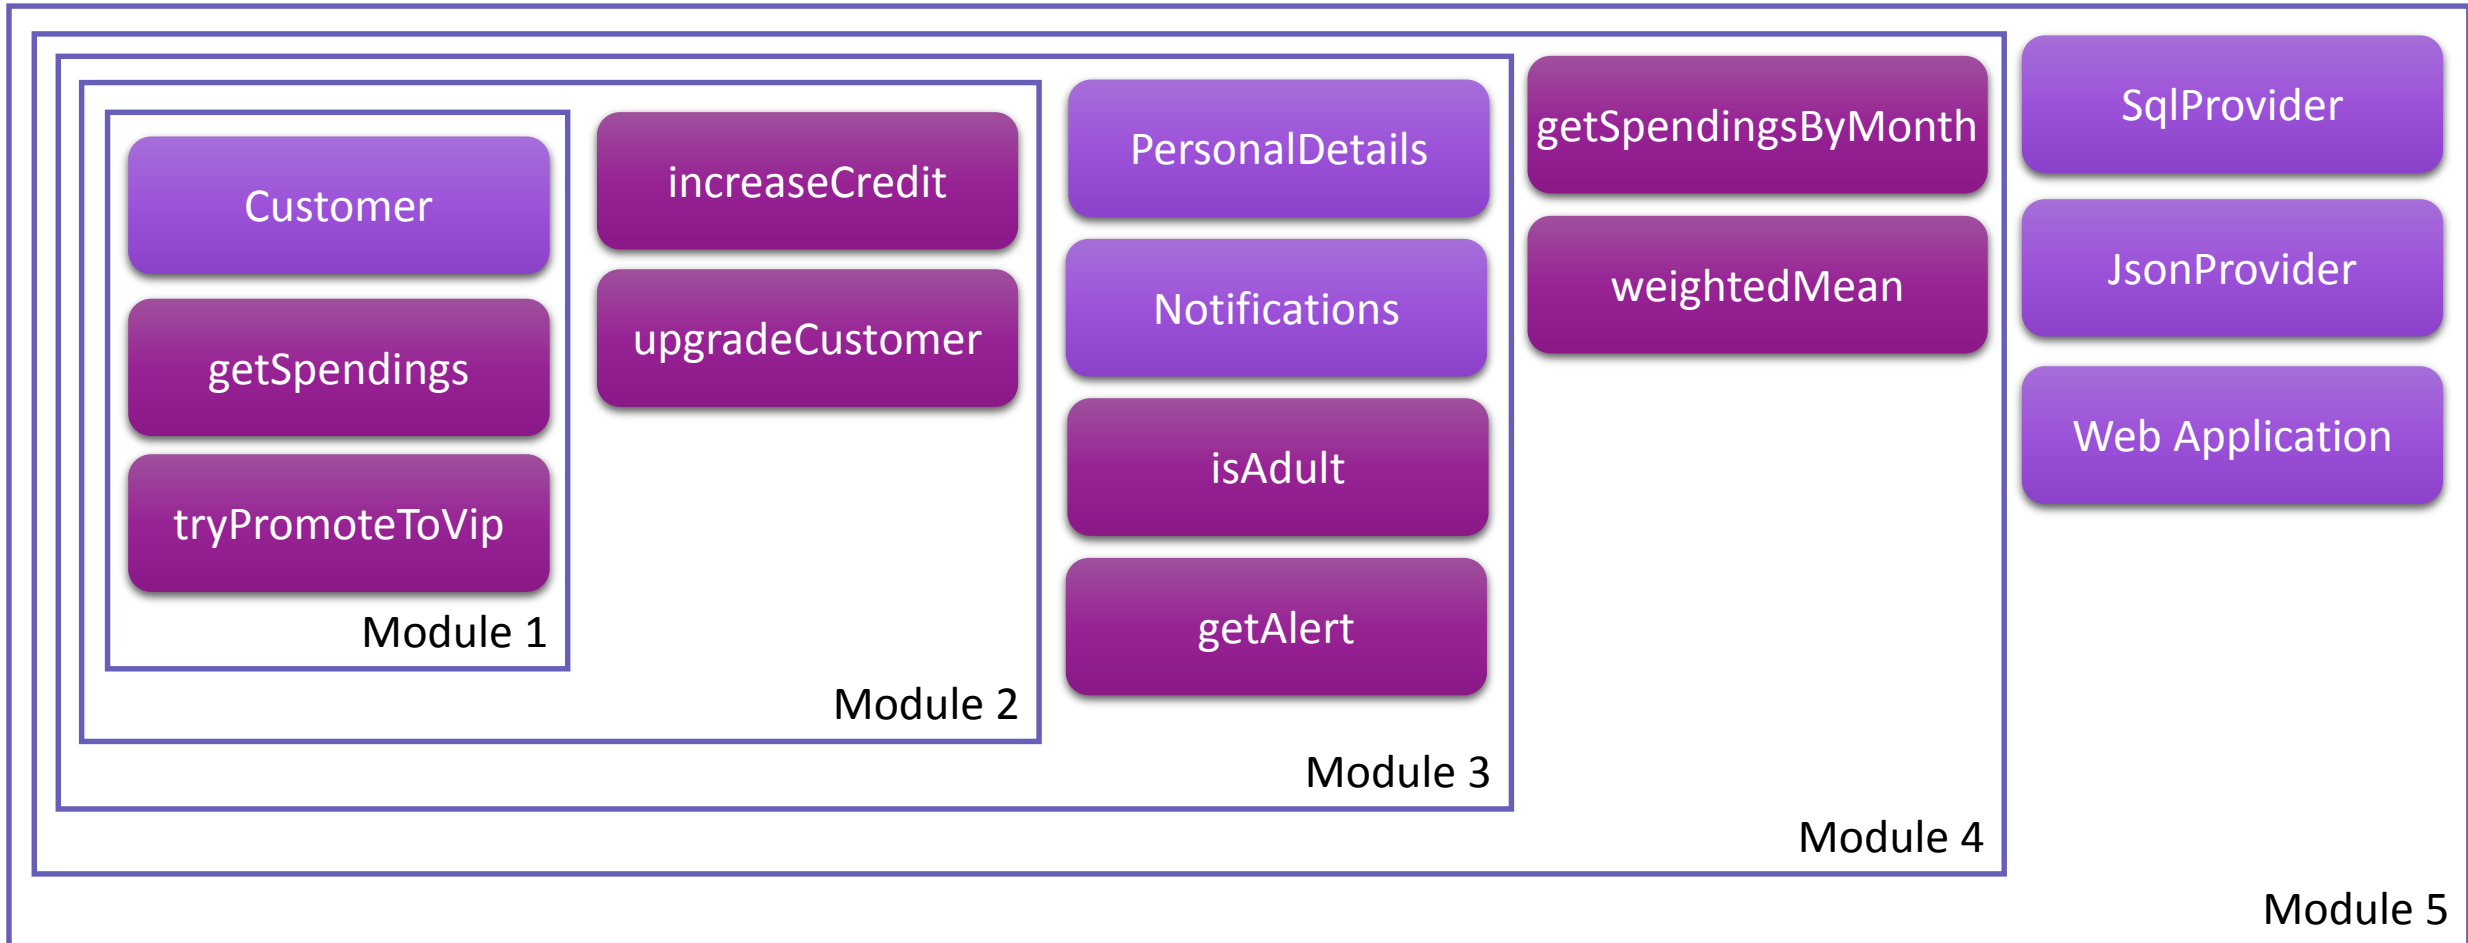 Customer
getSpendings
tryPromoteToVip
Module 1
increaseCredit
upgradeCustomer
Module 2
PersonalDetails
Notifications
isAdult
getAlert
Module 3
getSpendingsByMonth
weightedMean
Module 4
SqlProvider
JsonProvider
Web Application
Module 5